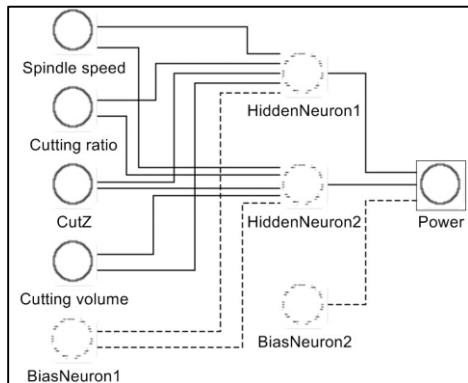 Spindle speed
HiddenNeuron1
Cutting ratio
CutZ
HiddenNeuron2
Power
Cutting volume
BiasNeuron2
BiasNeuron1